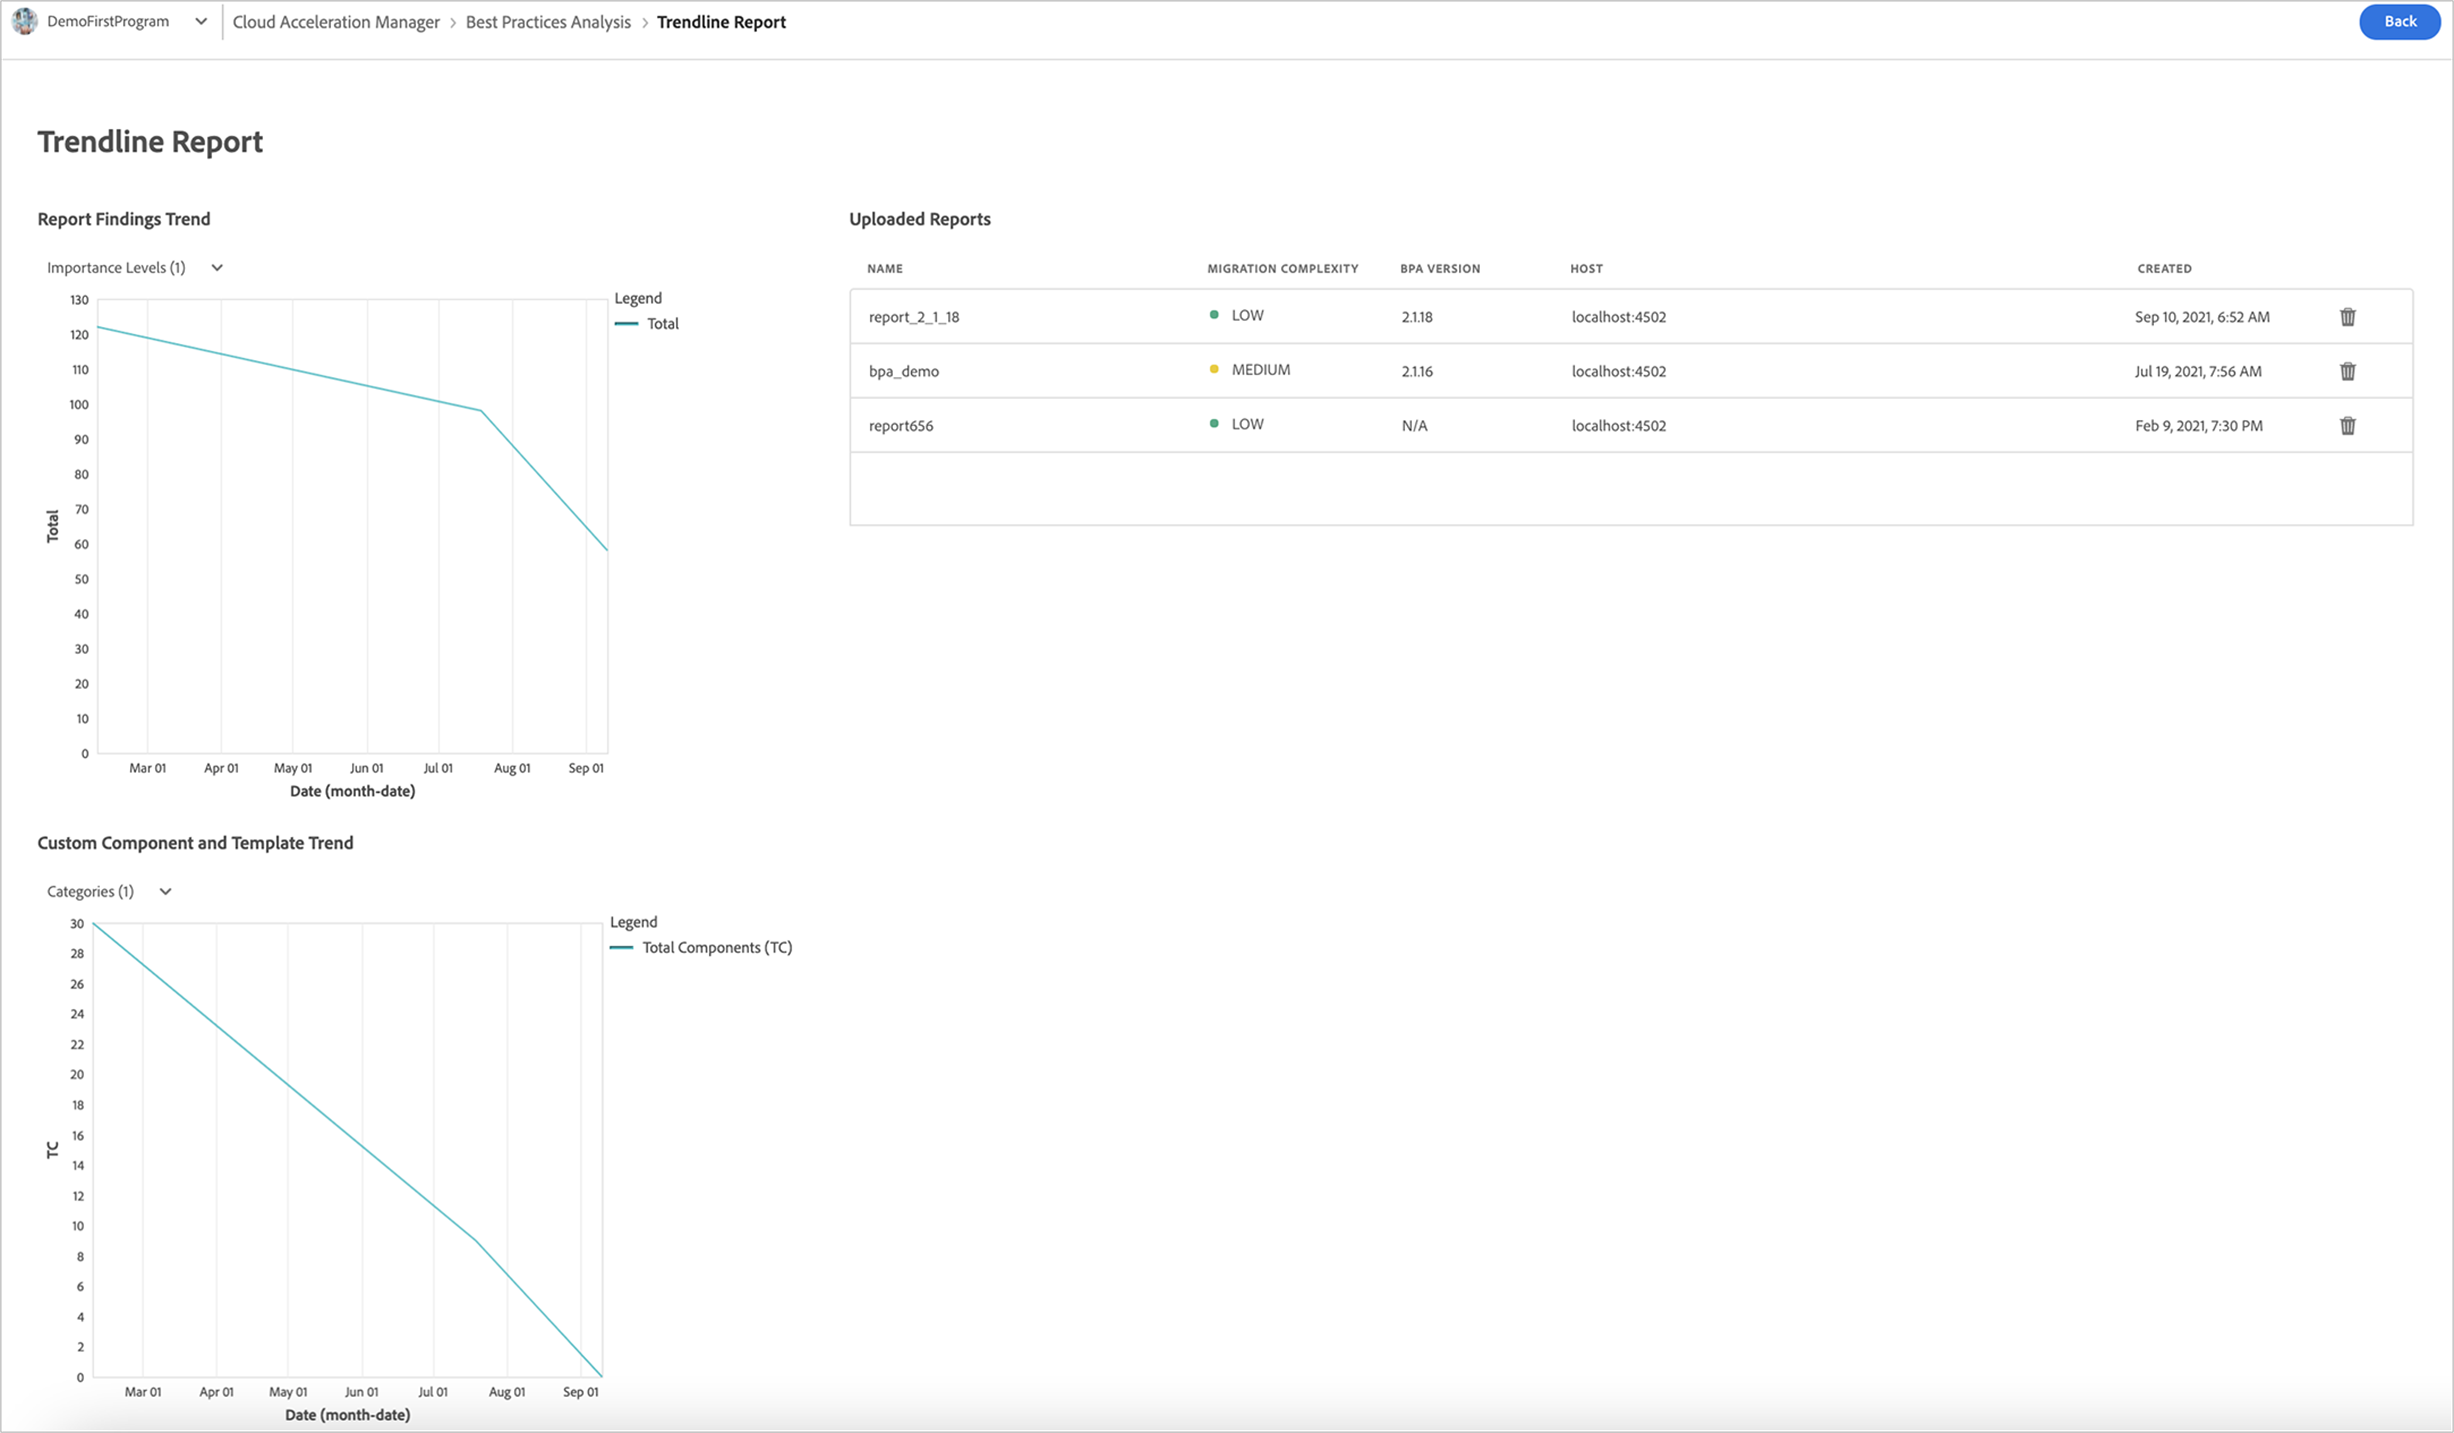 DemoFirstProgram
Cloud Acceleration Manager > Best Practices Analysis > Trendline Report
Back
Trendline Report
Report Findings Trend
Importance Levels (1)
130
120
110
100
90
80
70
60
50
40
30
20
10
0
Total
Mar 01 Apr 01 May 01 Jun 01 Jul 01 Aug 01 Sep 01
Date (month-date)
Legend
Total
Custom Component and Template Trend
Categories (1)
30
28
26
24
22
20
18
16
14
12
10
8
6
4
2
0
TC
Mar 01 Apr 01 May 01 Jun 01 Jul 01 Aug 01 Sep 01
Date (month-date)
Legend
Total Components (TC)
Uploaded Reports
NAME MIGRATION COMPLEXITY BPA VERSION HOST CREATED
report_2_1_18 LOW 2.1.18 localhost:4502 Sep 10, 2021, 6:52 AM
bpa_demo MEDIUM 2.1.16 localhost:4502 Jul 19, 2021, 7:56 AM
report656 LOW N/A localhost:4502 Feb 9, 2021, 7:30 PM